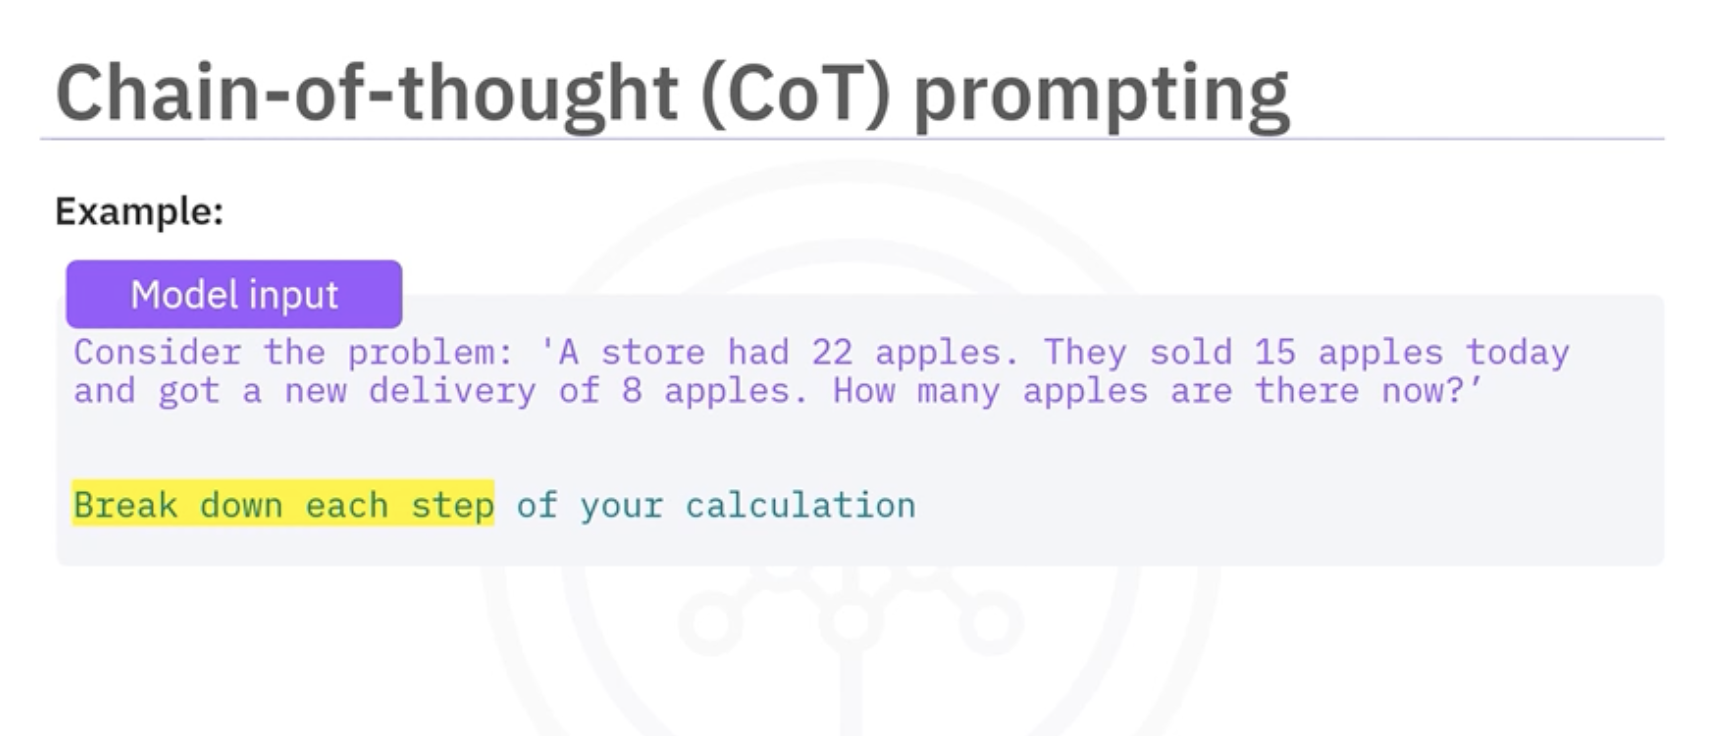 Chain-of-thought (CoT) prompting
Example:
Model input
Consider the problem: 'A store had 22 apples. They sold 15 apples today
and got a new delivery of 8 apples. How many apples are there now?’
Break down each step of your calculation